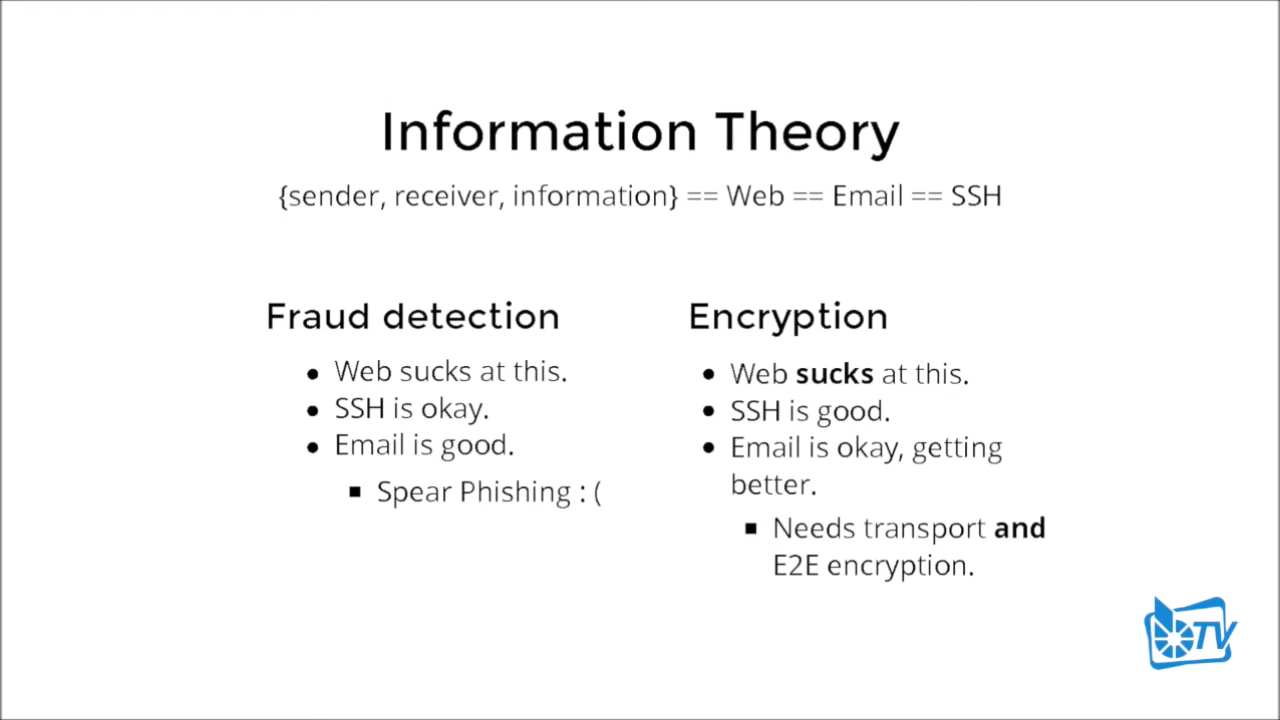 Information Theory
{sender, receiver, information} == Web == Email == SSH
Fraud detection
Web sucks at this.
SSH is okay.
Email is good.
Spear Phishing : (
Encryption
Web sucks at this.
SSH is good.
Email is okay, getting
better.
Needs transport and
E2E encryption.
TV